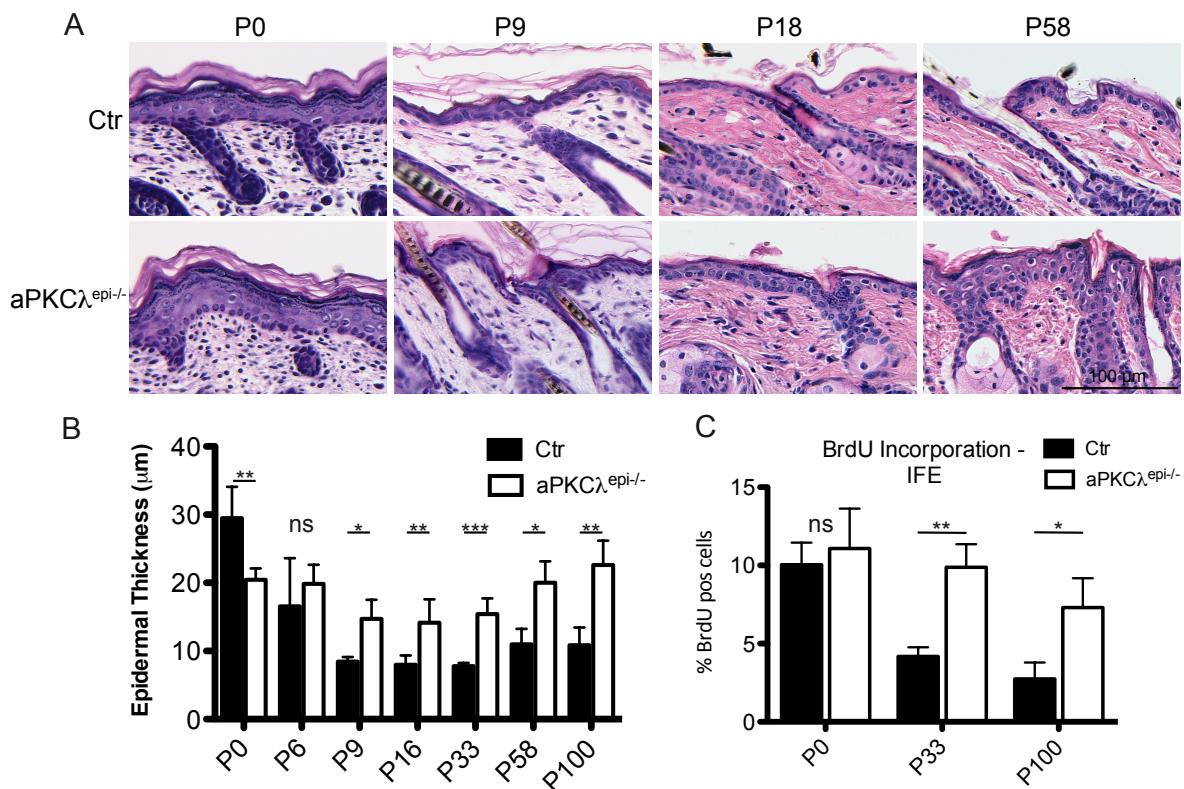 A
P0 P9 P18 P58
Ctr
aPKCλepi-/-
100 µm
B
Ctr
aPKCλepi-/-
Epidermal Thickness (µm)
40
30
20
10
0
** ns * ** *** * **
P0 P6 P9 P16 P33 P58 P100
C
BrdU Incorporation -
IFE
Ctr
aPKCλepi-/-
% BrdU pos cells
15
10
5
0
ns ** *
P0 P33 P100